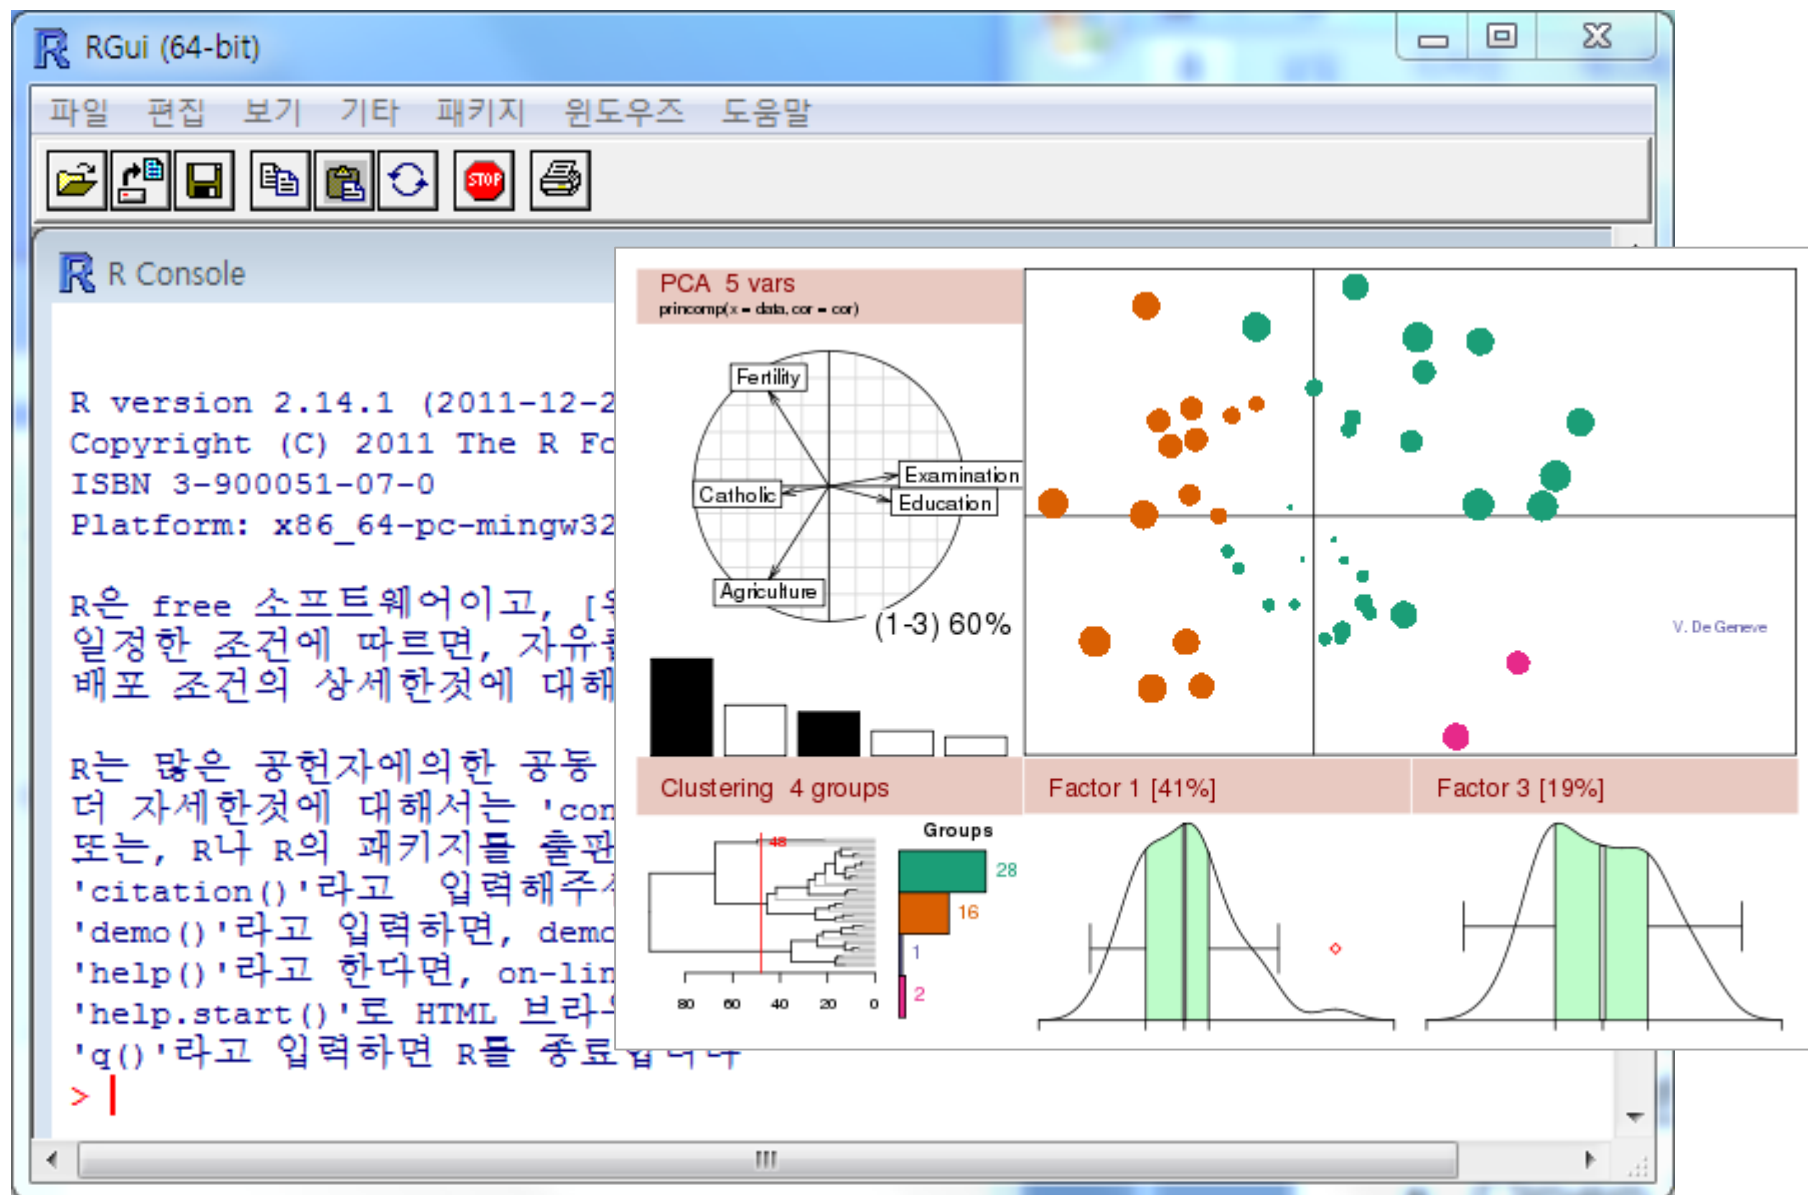 RGui (64-bit)
파일 편집 보기 기타 패키지 윈도우즈 도움말
STOP
R Console
R version 2.14.1 (2011-12-2
Copyright (C) 2011 The R Fo
ISBN 3-900051-07-0
Platform: x86_64-pc-mingw32
R은 free 소프트웨어이고, [
일정한 조건에 따르면, 자유
배포 조건의 상세한것에 대해
R는 많은 공헌자에의한 공동
더 자세한것에 대해서는 'con
또는, R나 R의 패키지를 출판
'citation()'라고 입력해주
'demo()'라고 입력하면, demo
'help()'라고 한다면, on-lin
'help.start()'로 HTML 브라
'q()'라고 입력하면 R를 종료합니다
>
PCA 5 vars
princomp(x = data, cor = cor)
Fertility
Examination
Catholic
Education
Agriculture
(1-3) 60%
V. De Geneve
Clustering 4 groups
Factor 1 [41%]
Factor 3 [19%]
48
80 60 40 20 0
Groups
28
16
1
2